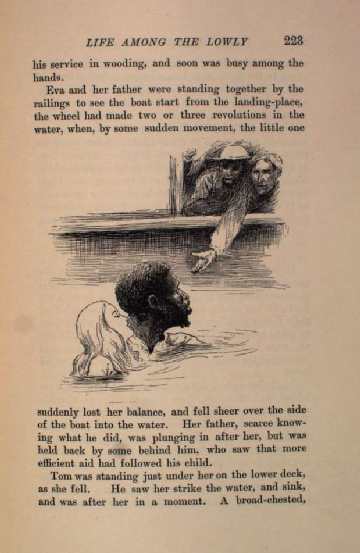 LIFE AMONG THE LOWLY 223
his service in wooding, and soon was busy among the
hands.
Eva and her father were standing together by the
railings to see the boat start from the landing-place,
the wheel had made two or three revolutions in the
water, when, by some sudden movement, the little one
suddenly lost her balance, and fell sheer over the side
of the boat into the water. Her father, scarce know-
ing what he did, was plunging in after her, but was
held back by some behind him, who saw that more
efficient aid had followed his child.
Tom was standing just under her on the lower deck,
as she fell. He saw her strike the water, and sink,
and was after her in a moment. A broad-chested,